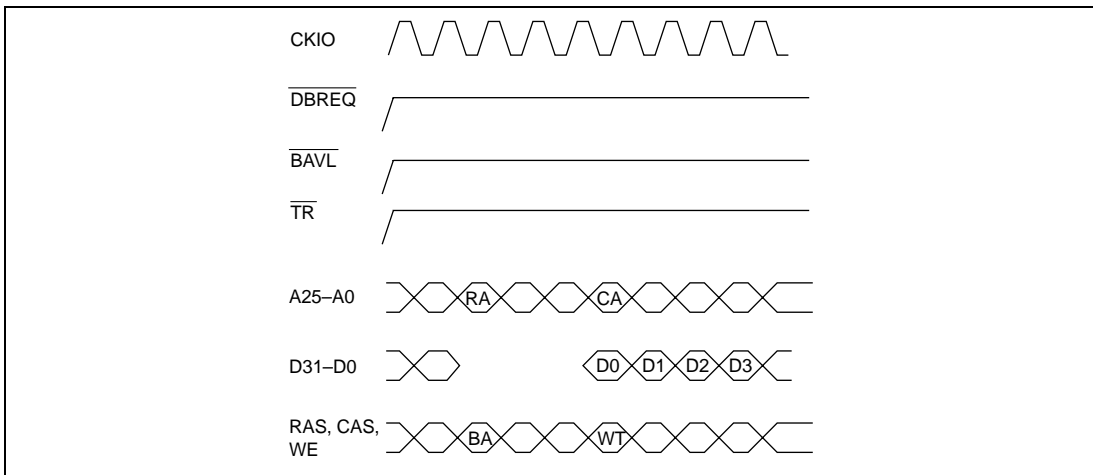 CKIO
DBREQ
BAVL
TR
A25–A0 RA CA
D31–D0 D0 D1 D2 D3
RAS, CAS,
WE BA WT